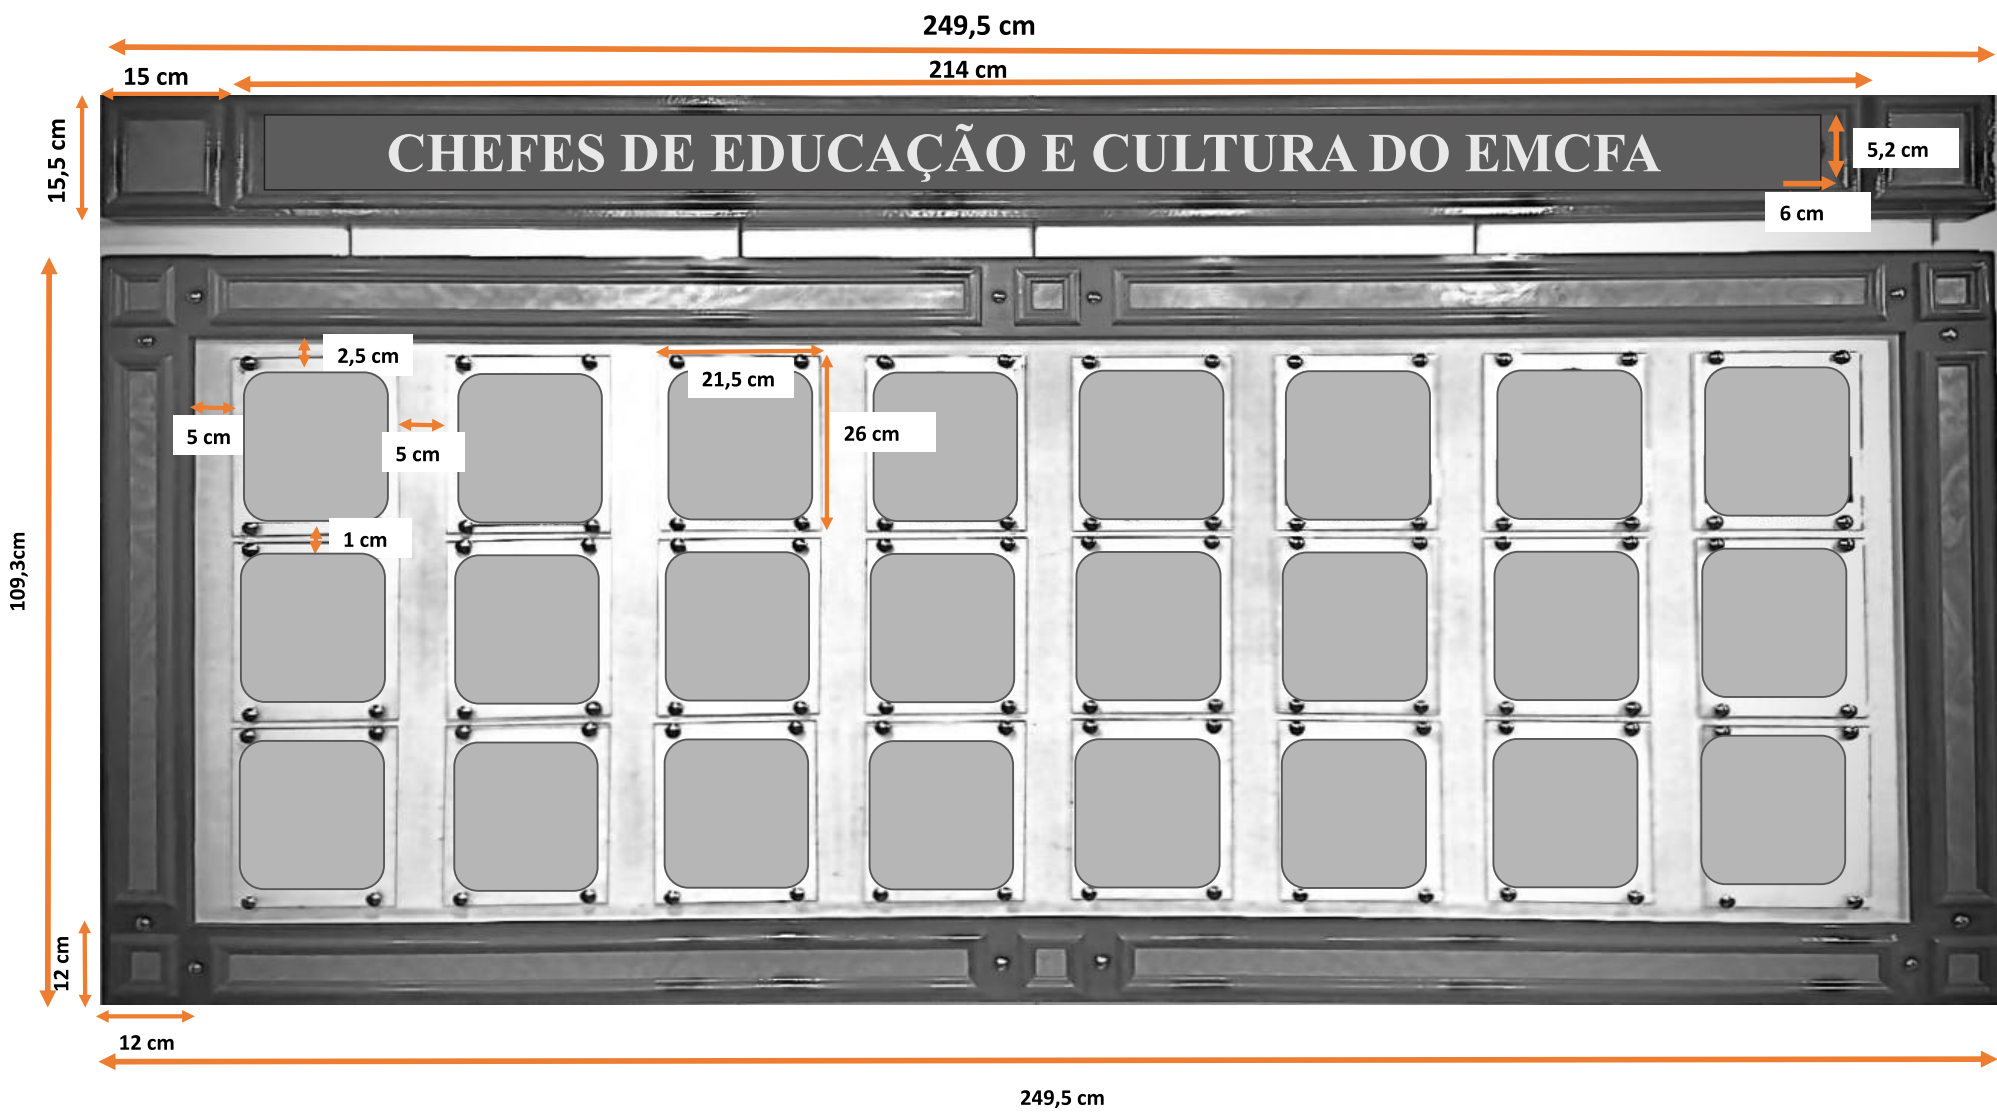 249,5 cm
15 cm
214 cm
15,5 cm
CHEFES DE EDUCAÇÃO E CULTURA DO EMCFA
5,2 cm
6 cm
2,5 cm
21,5 cm
5 cm
5 cm
26 cm
1 cm
109,3cm
12 cm
12 cm
249,5 cm